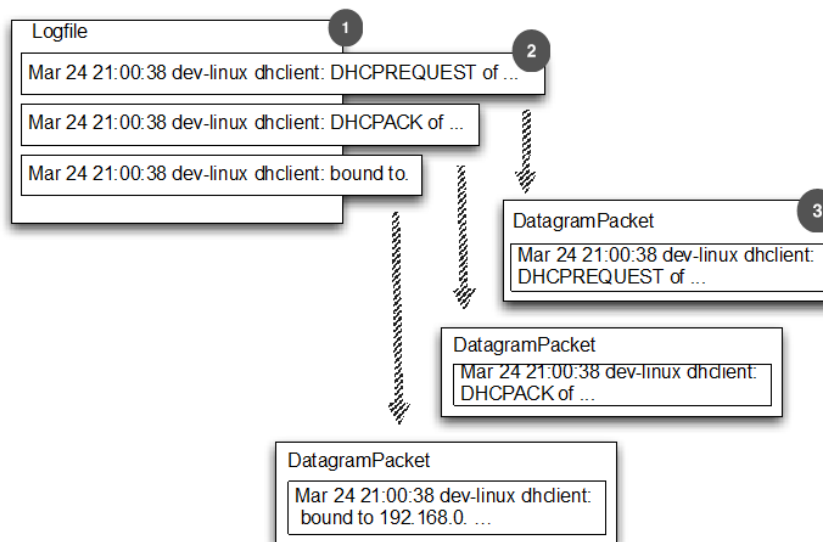 Logfile
1
Mar 24 21:00:38 dev-linux dhclient: DHCPREQUEST of ...
2
Mar 24 21:00:38 dev-linux dhclient: DHCPACK of ...
Mar 24 21:00:38 dev-linux dhclient: bound to.
DatagramPacket
3
Mar 24 21:00:38 dev-linux dhclient:
DHCPREQUEST of ...
DatagramPacket
Mar 24 21:00:38 dev-linux dhclient:
DHCPACK of ...
DatagramPacket
Mar 24 21:00:38 dev-linux dhclient:
bound to 192.168.0. ...